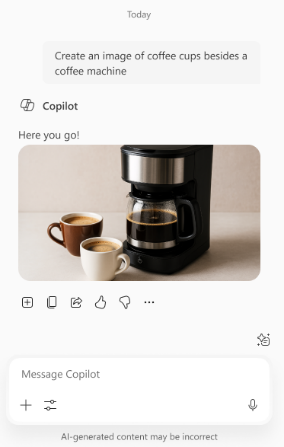 Today
Create an image of coffee cups besides a
coffee machine
Copilot
Here you go!
Message Copilot
AI-generated content may be incorrect